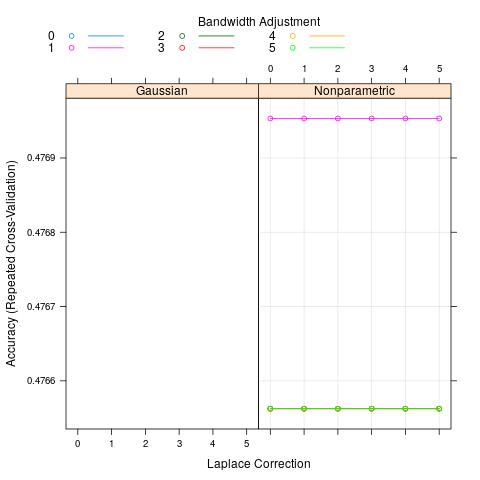 Bandwidth Adjustment
0 2 4
1 3 5
0 1 2 3 4 5
Gaussian Nonparametric
0.4769
0.4768
0.4767
0.4766
Accuracy (Repeated Cross-Validation)
0 1 2 3 4 5
Laplace Correction